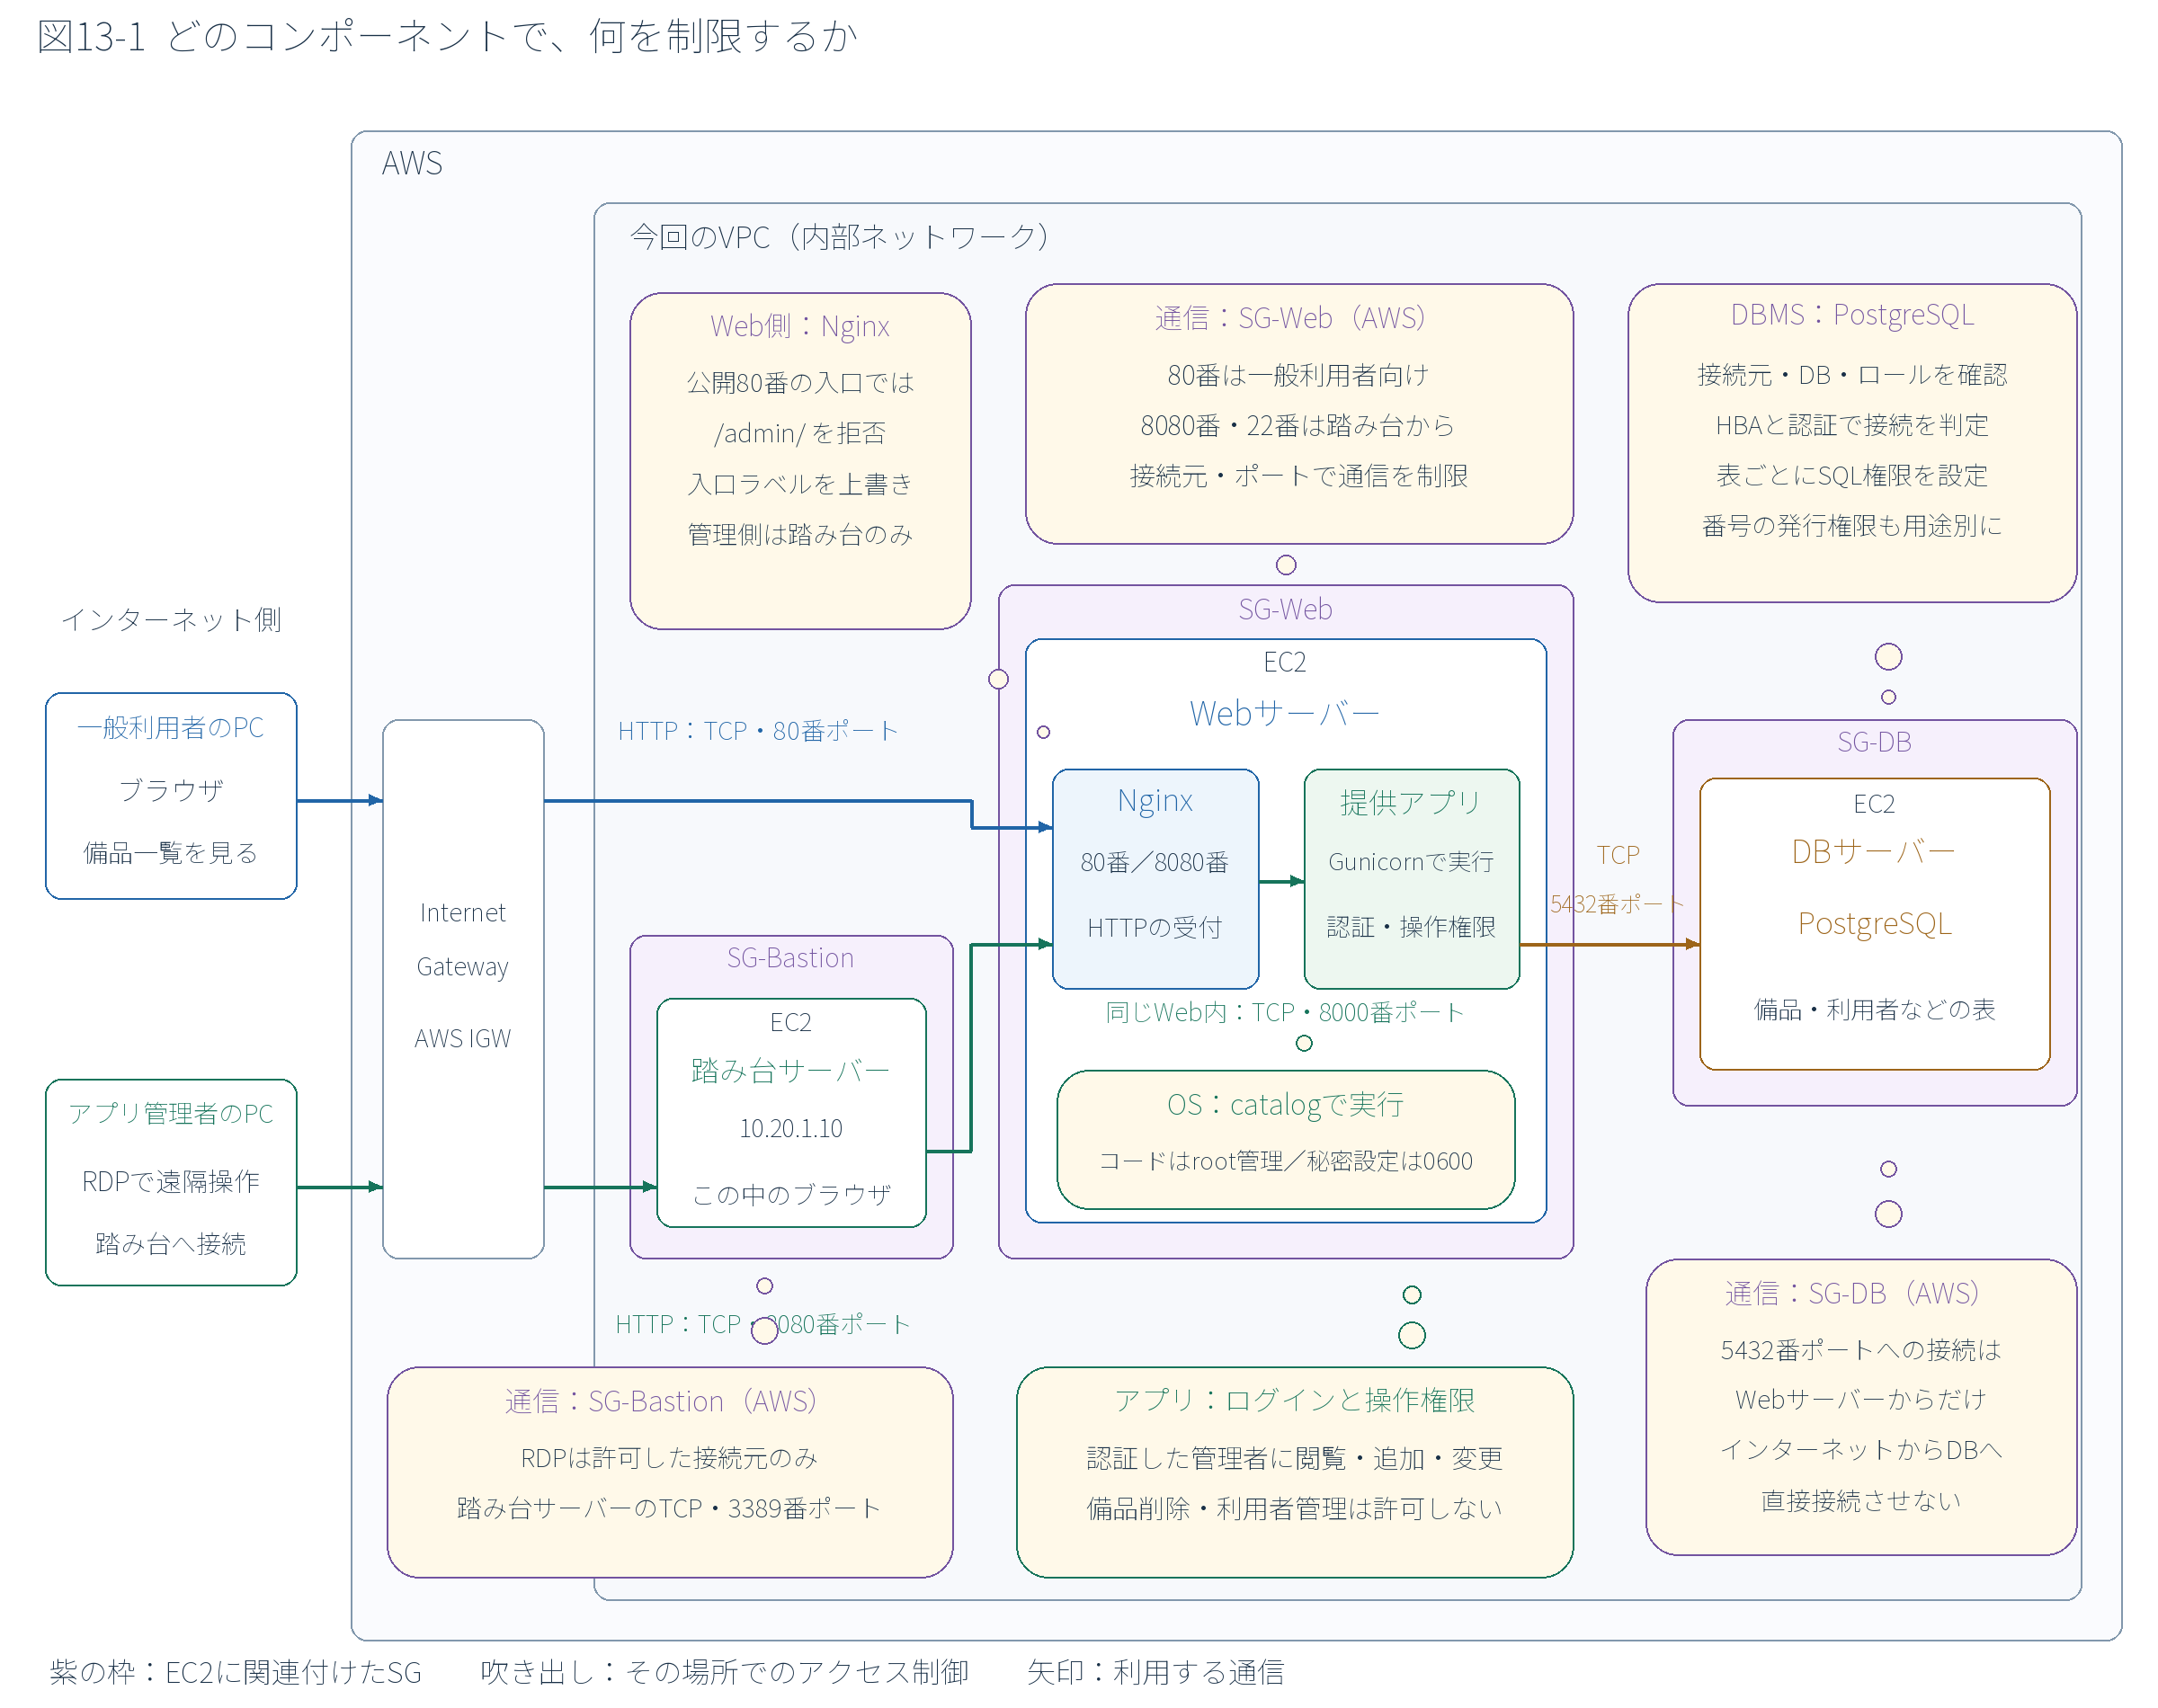 図13-1 どのコンポーネントで、何を制限するか
AWS
今回のVPC（内部ネットワーク）
Web側：Nginx
公開80番の入口では
/admin/ を拒否
入口ラベルを上書き
管理側は踏み台のみ
通信：SG-Web（AWS）
80番は一般利用者向け
8080番・22番は踏み台から
接続元・ポートで通信を制限
DBMS：PostgreSQL
接続元・DB・ロールを確認
HBAと認証で接続を判定
表ごとにSQL権限を設定
番号の発行権限も用途別に
インターネット側
一般利用者のPC
ブラウザ
備品一覧を見る
アプリ管理者のPC
RDPで遠隔操作
踏み台へ接続
Internet
Gateway
AWS IGW
HTTP：TCP・80番ポート
SG-Bastion
EC2
踏み台サーバー
10.20.1.10
この中のブラウザ
HTTP：TCP・8080番ポート
SG-Web
EC2
Webサーバー
Nginx
80番／8080番
HTTPの受付
提供アプリ
Gunicornで実行
認証・操作権限
同じWeb内：TCP・8000番ポート
OS：catalogで実行
コードはroot管理／秘密設定は0600
TCP
5432番ポート
SG-DB
EC2
DBサーバー
PostgreSQL
備品・利用者などの表
通信：SG-Bastion（AWS）
RDPは許可した接続元のみ
踏み台サーバーのTCP・3389番ポート
アプリ：ログインと操作権限
認証した管理者に閲覧・追加・変更
備品削除・利用者管理は許可しない
通信：SG-DB（AWS）
5432番ポートへの接続は
Webサーバーからだけ
インターネットからDBへ
直接接続させない
紫の枠：EC2に関連付けたSG 吹き出し：その場所でのアクセス制御 矢印：利用する通信